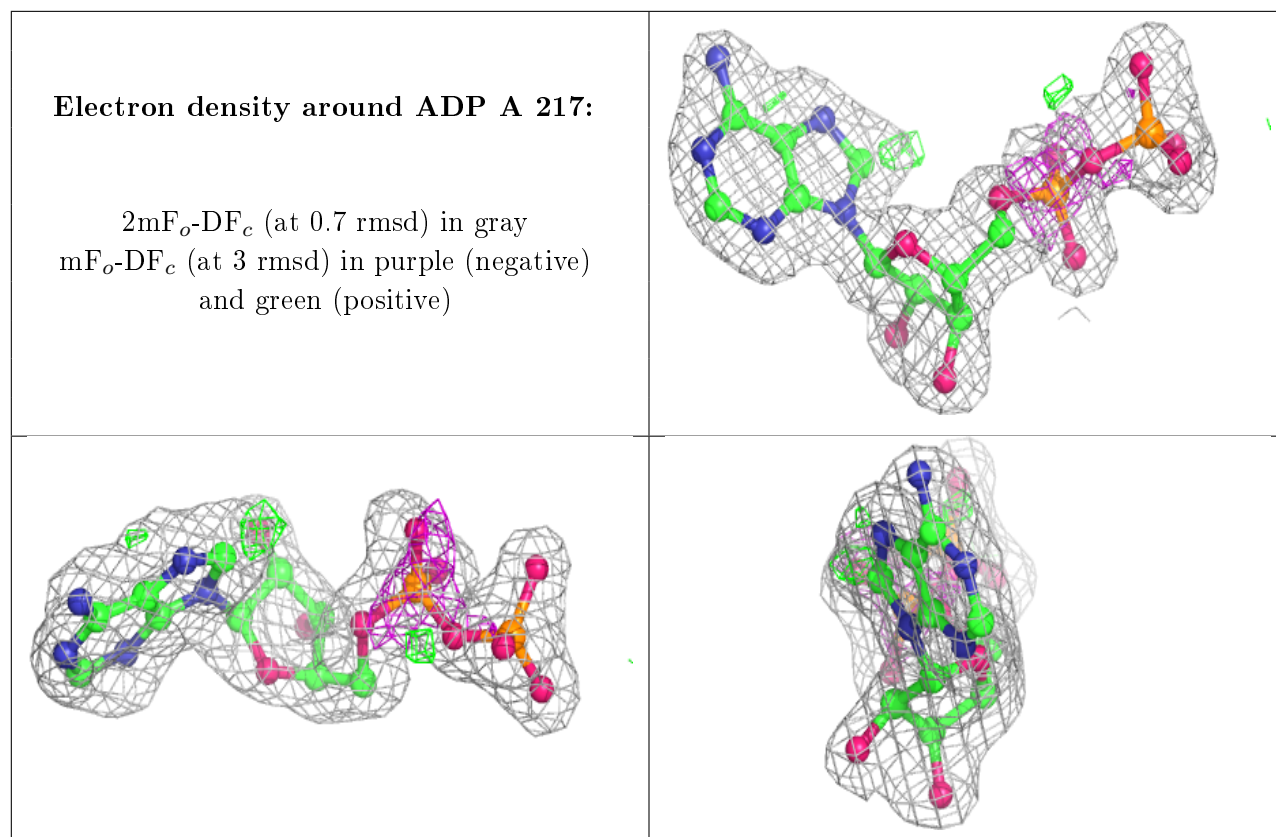 Electron density around ADP A 217:
2mFₒ-DF𝒸 (at 0.7 rmsd) in gray
mFₒ-DF𝒸 (at 3 rmsd) in purple (negative)
and green (positive)